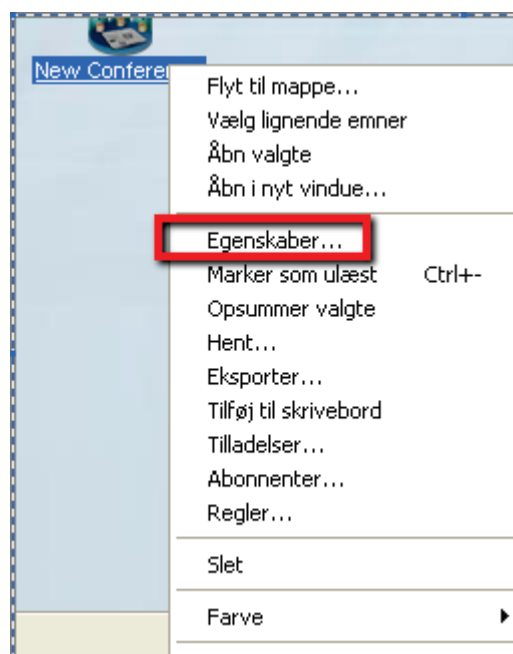 New Confere
Flyt til mappe...
Vælg lignende emner
Åbn valgte
Åbn i nyt vindue...
Egenskaber...
Marker som ulæst Ctrl+-
Opsummer valgte
Hent...
Eksporter...
Tilføj til skrivebord
Tilladelser...
Abonnenter...
Regler...
Slet
Farve